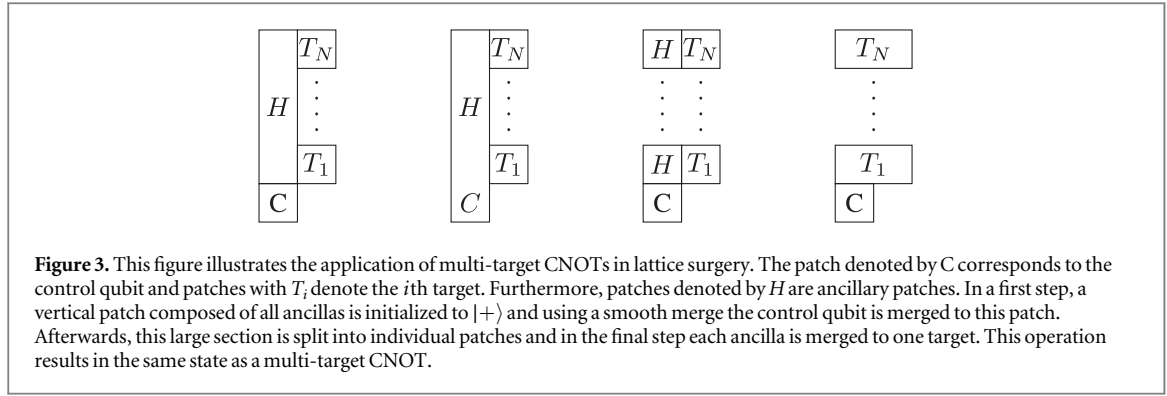 T_N T_N H T_N T_N
H H
T_1 T_1 H T_1 T_1
C C C C
Figure 3. This figure illustrates the application of multi-target CNOTs in lattice surgery. The patch denoted by C corresponds to the
control qubit and patches with T_i denote the ith target. Furthermore, patches denoted by H are ancillary patches. In a first step, a
vertical patch composed of all ancillas is initialized to |+⟩ and using a smooth merge the control qubit is merged to this patch.
Afterwards, this large section is split into individual patches and in the final step each ancilla is merged to one target. This operation
results in the same state as a multi-target CNOT.